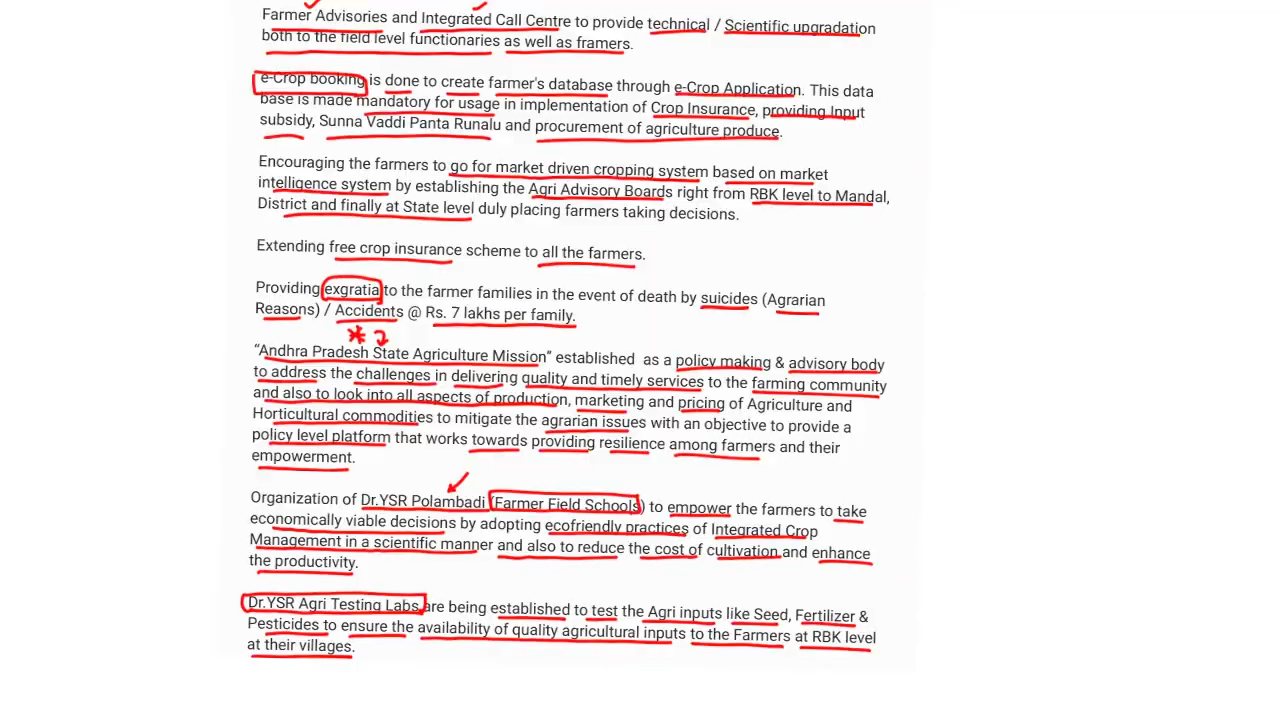 Farmer Advisories and Integrated Call Centre to provide technical / Scientific upgradation
both to the field level functionaries as well as framers.
e-Crop booking is done to create farmer's database through e-Crop Application. This data
base is made mandatory for usage in implementation of Crop Insurance, providing Input
subsidy, Sunna Vaddi Panta Runalu and procurement of agriculture produce.
Encouraging the farmers to go for market driven cropping system based on market
intelligence system by establishing the Agri Advisory Boards right from RBK level to Mandal,
District and finally at State level duly placing farmers taking decisions.
Extending free crop insurance scheme to all the farmers.
Providing exgratia to the farmer families in the event of death by suicides (Agrarian
Reasons) / Accidents @ Rs. 7 lakhs per family.
* 2
“Andhra Pradesh State Agriculture Mission” established as a policy making & advisory body
to address the challenges in delivering quality and timely services to the farming community
and also to look into all aspects of production, marketing and pricing of Agriculture and
Horticultural commodities to mitigate the agrarian issues with an objective to provide a
policy level platform that works towards providing resilience among farmers and their
empowerment.
Organization of Dr.YSR Polambadi (Farmer Field Schools) to empower the farmers to take
economically viable decisions by adopting ecofriendly practices of Integrated Crop
Management in a scientific manner and also to reduce the cost of cultivation and enhance
the productivity.
Dr.YSR Agri Testing Labs are being established to test the Agri inputs like Seed, Fertilizer &
Pesticides to ensure the availability of quality agricultural inputs to the Farmers at RBK level
at their villages.